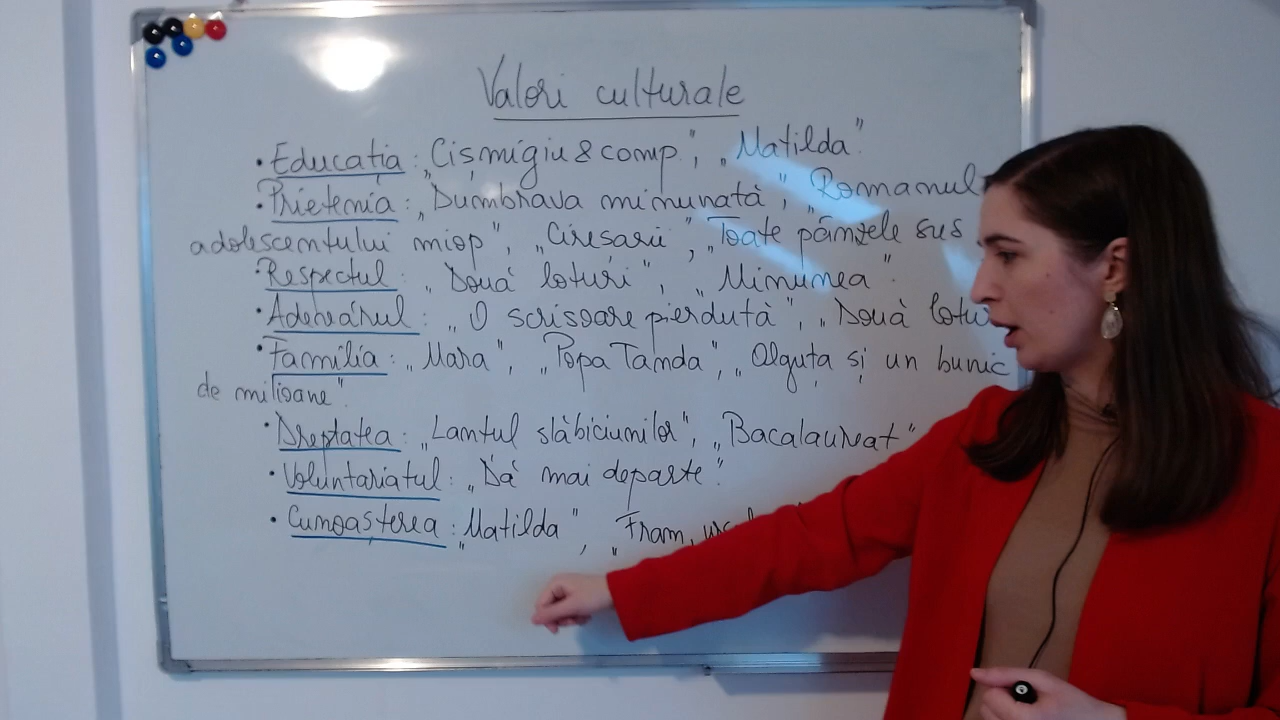 Valori culturale
• Educația: „Cișmigiu & comp.”, „Matilda”.
• Prietenia: „Dumbrava minunată”, „Romanul
adolescentului miop”, „Cireșarii”, „Toate pânzele sus
• Respectul: „Două loturi”, „Minunea”.
• Adevărul: „O scrisoare pierdută”, „Două
• Familia: „Mara”, „Popa Tanda”, „Olguța și un bunic
de milioane”.
• Dreptatea: „Lanțul slăbiciunilor”, „Bacalaureat”
• Voluntariatul: „Dă mai departe”.
• Cunoașterea: „Matilda”, „Fram,